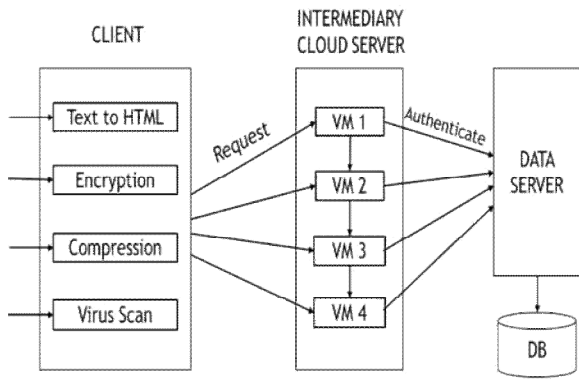 CLIENT
INTERMEDIARY
CLOUD SERVER
Text to HTML
Encryption
Compression
Virus Scan
Request
VM 1
VM 2
VM 3
VM 4
Authenticate
DATA
SERVER
DB